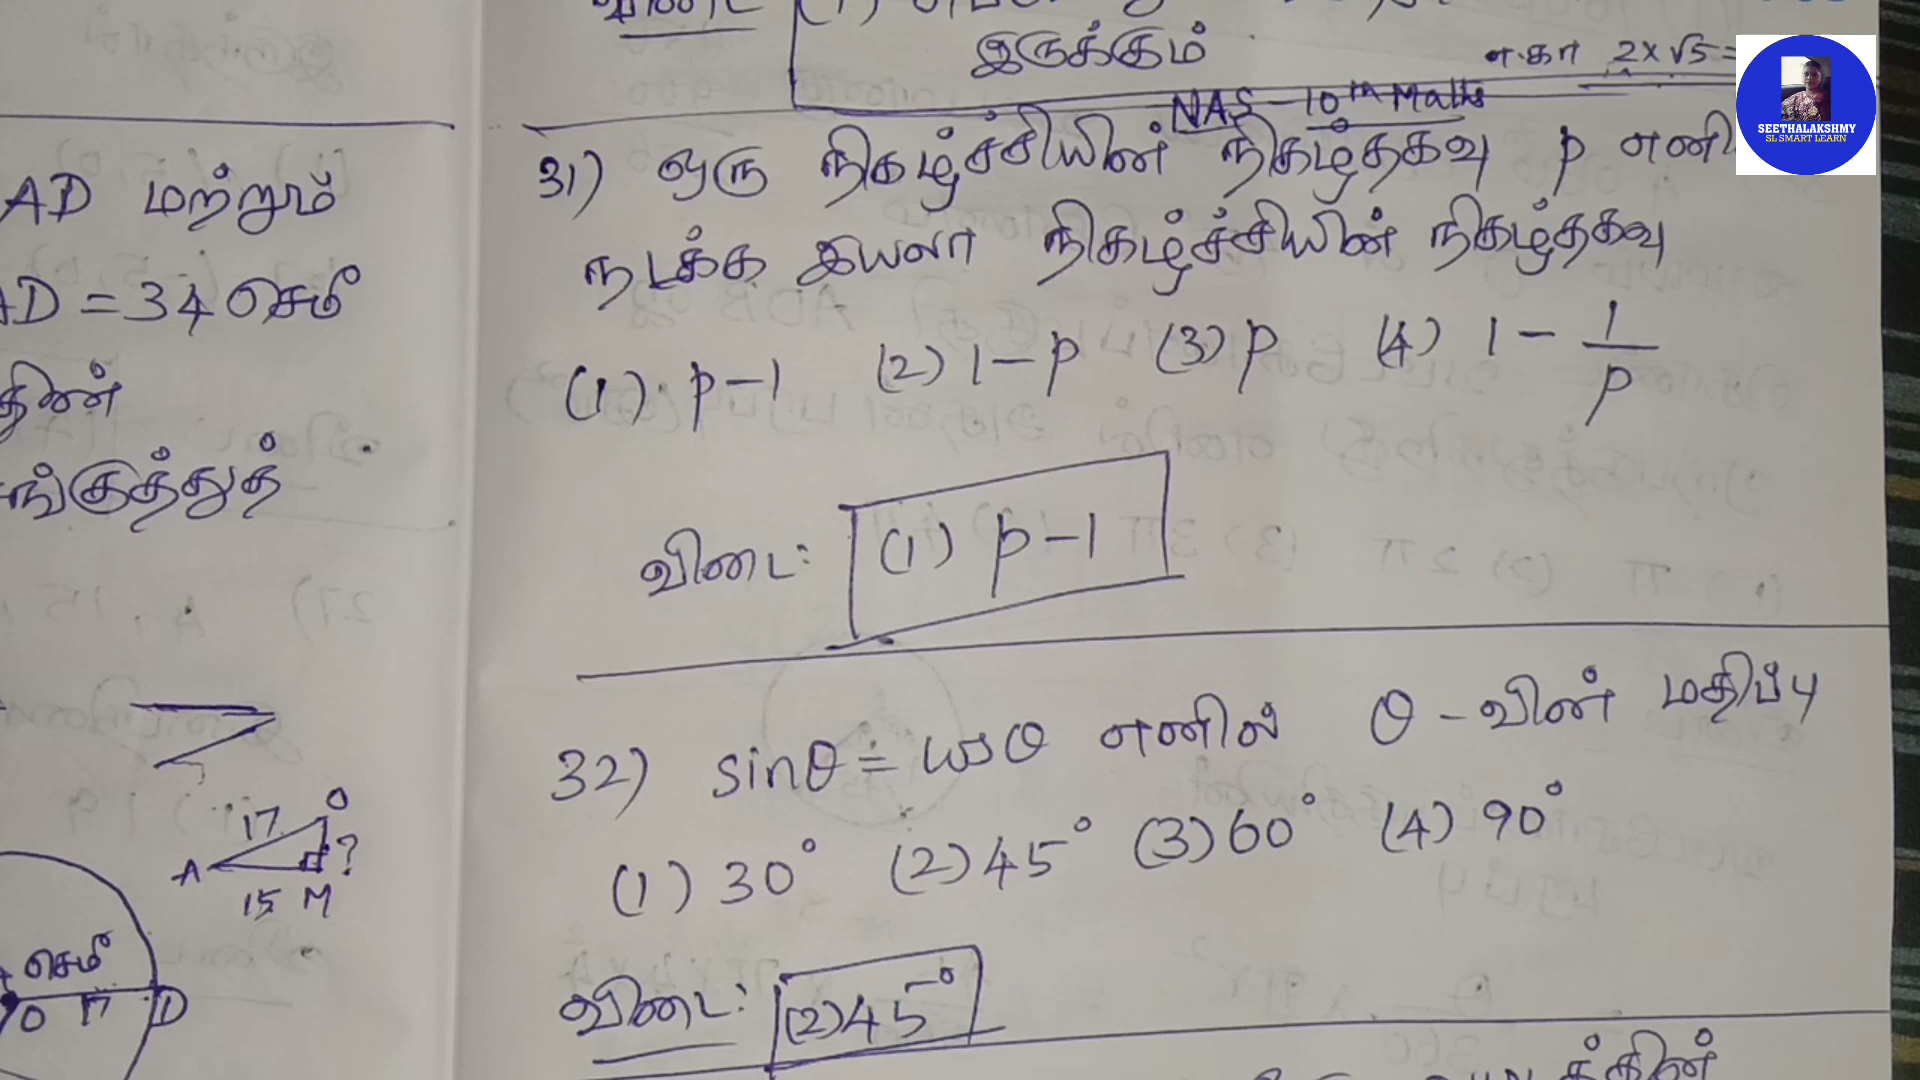 இருக்கும்
எ.கா 2×√5=
NAS - 10th Maths
AD மற்றும்
AD = 34 செமீ
ங்குத்துத்
17 O
A ?
15 M
செமீ
O 17 D
31) ஒரு நிகழ்ச்சியின் நிகழ்தகவு p எனி
நடக்க இயலா நிகழ்ச்சியின் நிகழ்தகவு
(1) p-1 (2) 1-p (3) p (4) 1 - 1/p
விடை: (1) p-1
32) sinθ = cosθ எனில் θ - வின் மதிப்பு
(1) 30° (2) 45° (3) 60° (4) 90°
விடை: (2) 45°
SEETHALAKSHMY
SL SMART LEARN